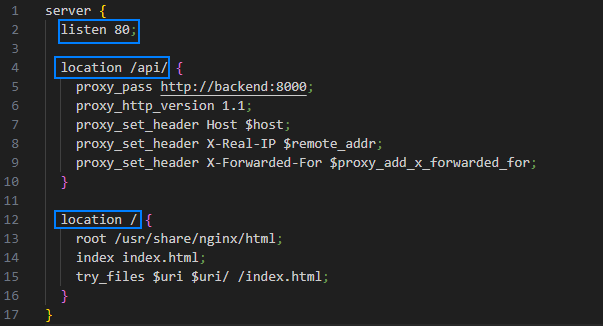 1 server {
2 listen 80;
3
4 location /api/ {
5 proxy_pass http://backend:8000;
6 proxy_http_version 1.1;
7 proxy_set_header Host $host;
8 proxy_set_header X-Real-IP $remote_addr;
9 proxy_set_header X-Forwarded-For $proxy_add_x_forwarded_for;
10 }
11
12 location / {
13 root /usr/share/nginx/html;
14 index index.html;
15 try_files $uri $uri/ /index.html;
16 }
17 }